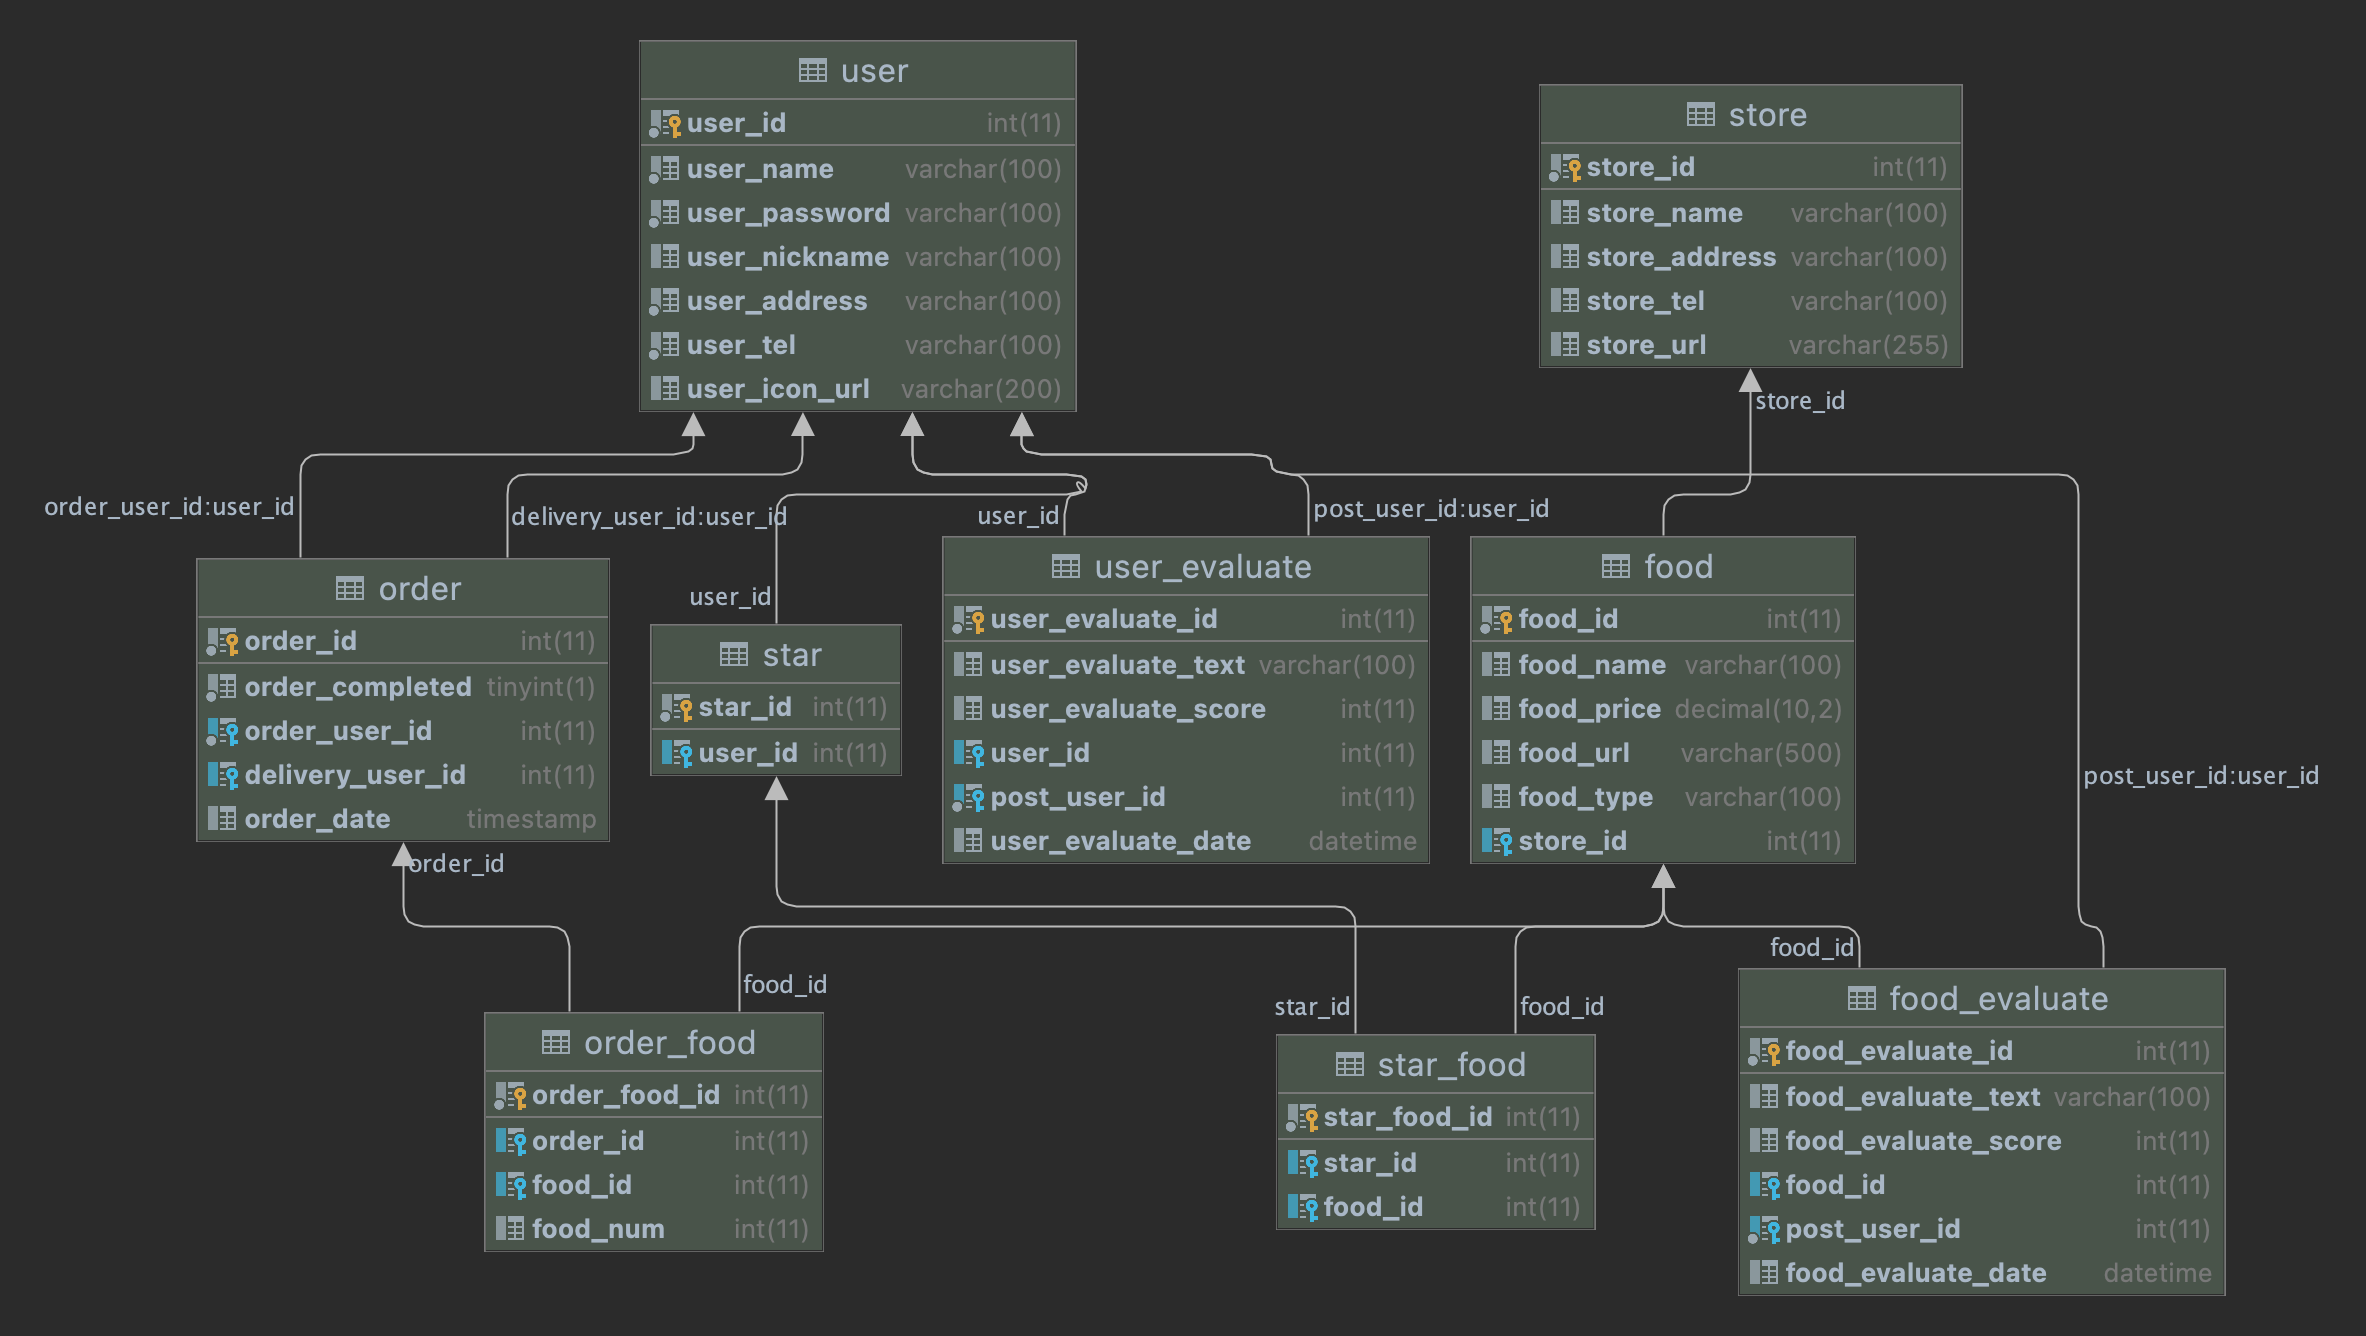 user
user_id int(11)
user_name varchar(100)
user_password varchar(100)
user_nickname varchar(100)
user_address varchar(100)
user_tel varchar(100)
user_icon_url varchar(200)
store
store_id int(11)
store_name varchar(100)
store_address varchar(100)
store_tel varchar(100)
store_url varchar(255)
store_id
order_user_id:user_id
delivery_user_id:user_id
user_id
post_user_id:user_id
user_id
order
order_id int(11)
order_completed tinyint(1)
order_user_id int(11)
delivery_user_id int(11)
order_date timestamp
star
star_id int(11)
user_id int(11)
user_evaluate
user_evaluate_id int(11)
user_evaluate_text varchar(100)
user_evaluate_score int(11)
user_id int(11)
post_user_id int(11)
user_evaluate_date datetime
food
food_id int(11)
food_name varchar(100)
food_price decimal(10,2)
food_url varchar(500)
food_type varchar(100)
store_id int(11)
post_user_id:user_id
order_id
food_id
star_id
food_id
food_id
order_food
order_food_id int(11)
order_id int(11)
food_id int(11)
food_num int(11)
star_food
star_food_id int(11)
star_id int(11)
food_id int(11)
food_evaluate
food_evaluate_id int(11)
food_evaluate_text varchar(100)
food_evaluate_score int(11)
food_id int(11)
post_user_id int(11)
food_evaluate_date datetime